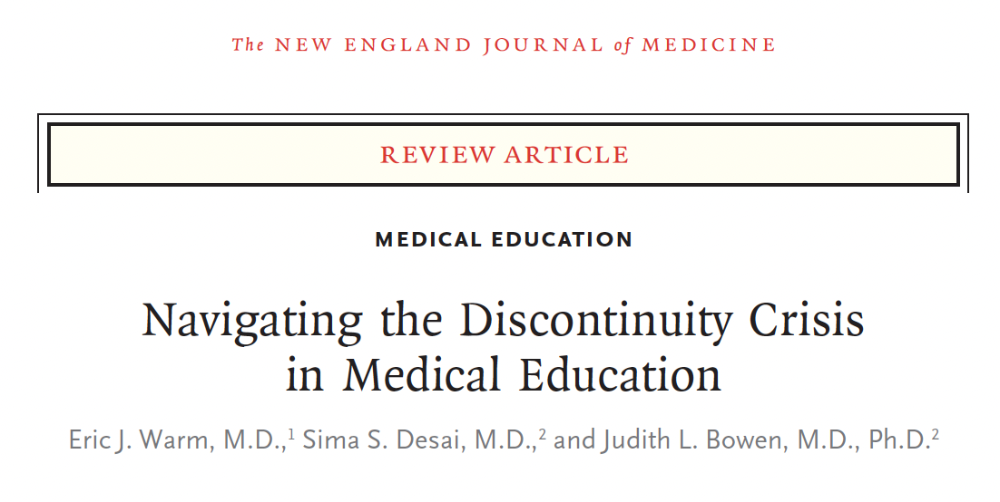 The NEW ENGLAND JOURNAL of MEDICINE
REVIEW ARTICLE
MEDICAL EDUCATION
Navigating the Discontinuity Crisis
in Medical Education
Eric J. Warm, M.D.,¹ Sima S. Desai, M.D.,² and Judith L. Bowen, M.D., Ph.D.²